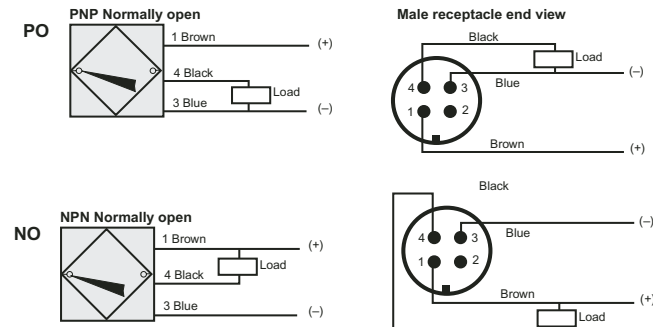 PNP Normally open
PO
1 Brown
(+)
4 Black
Load
3 Blue
(–)
Male receptacle end view
Black
Load
(–)
Blue
4
3
1
2
Brown
(+)
NPN Normally open
NO
1 Brown
(+)
Load
4 Black
3 Blue
(–)
Black
(–)
Blue
4
3
1
2
Brown
(+)
Load